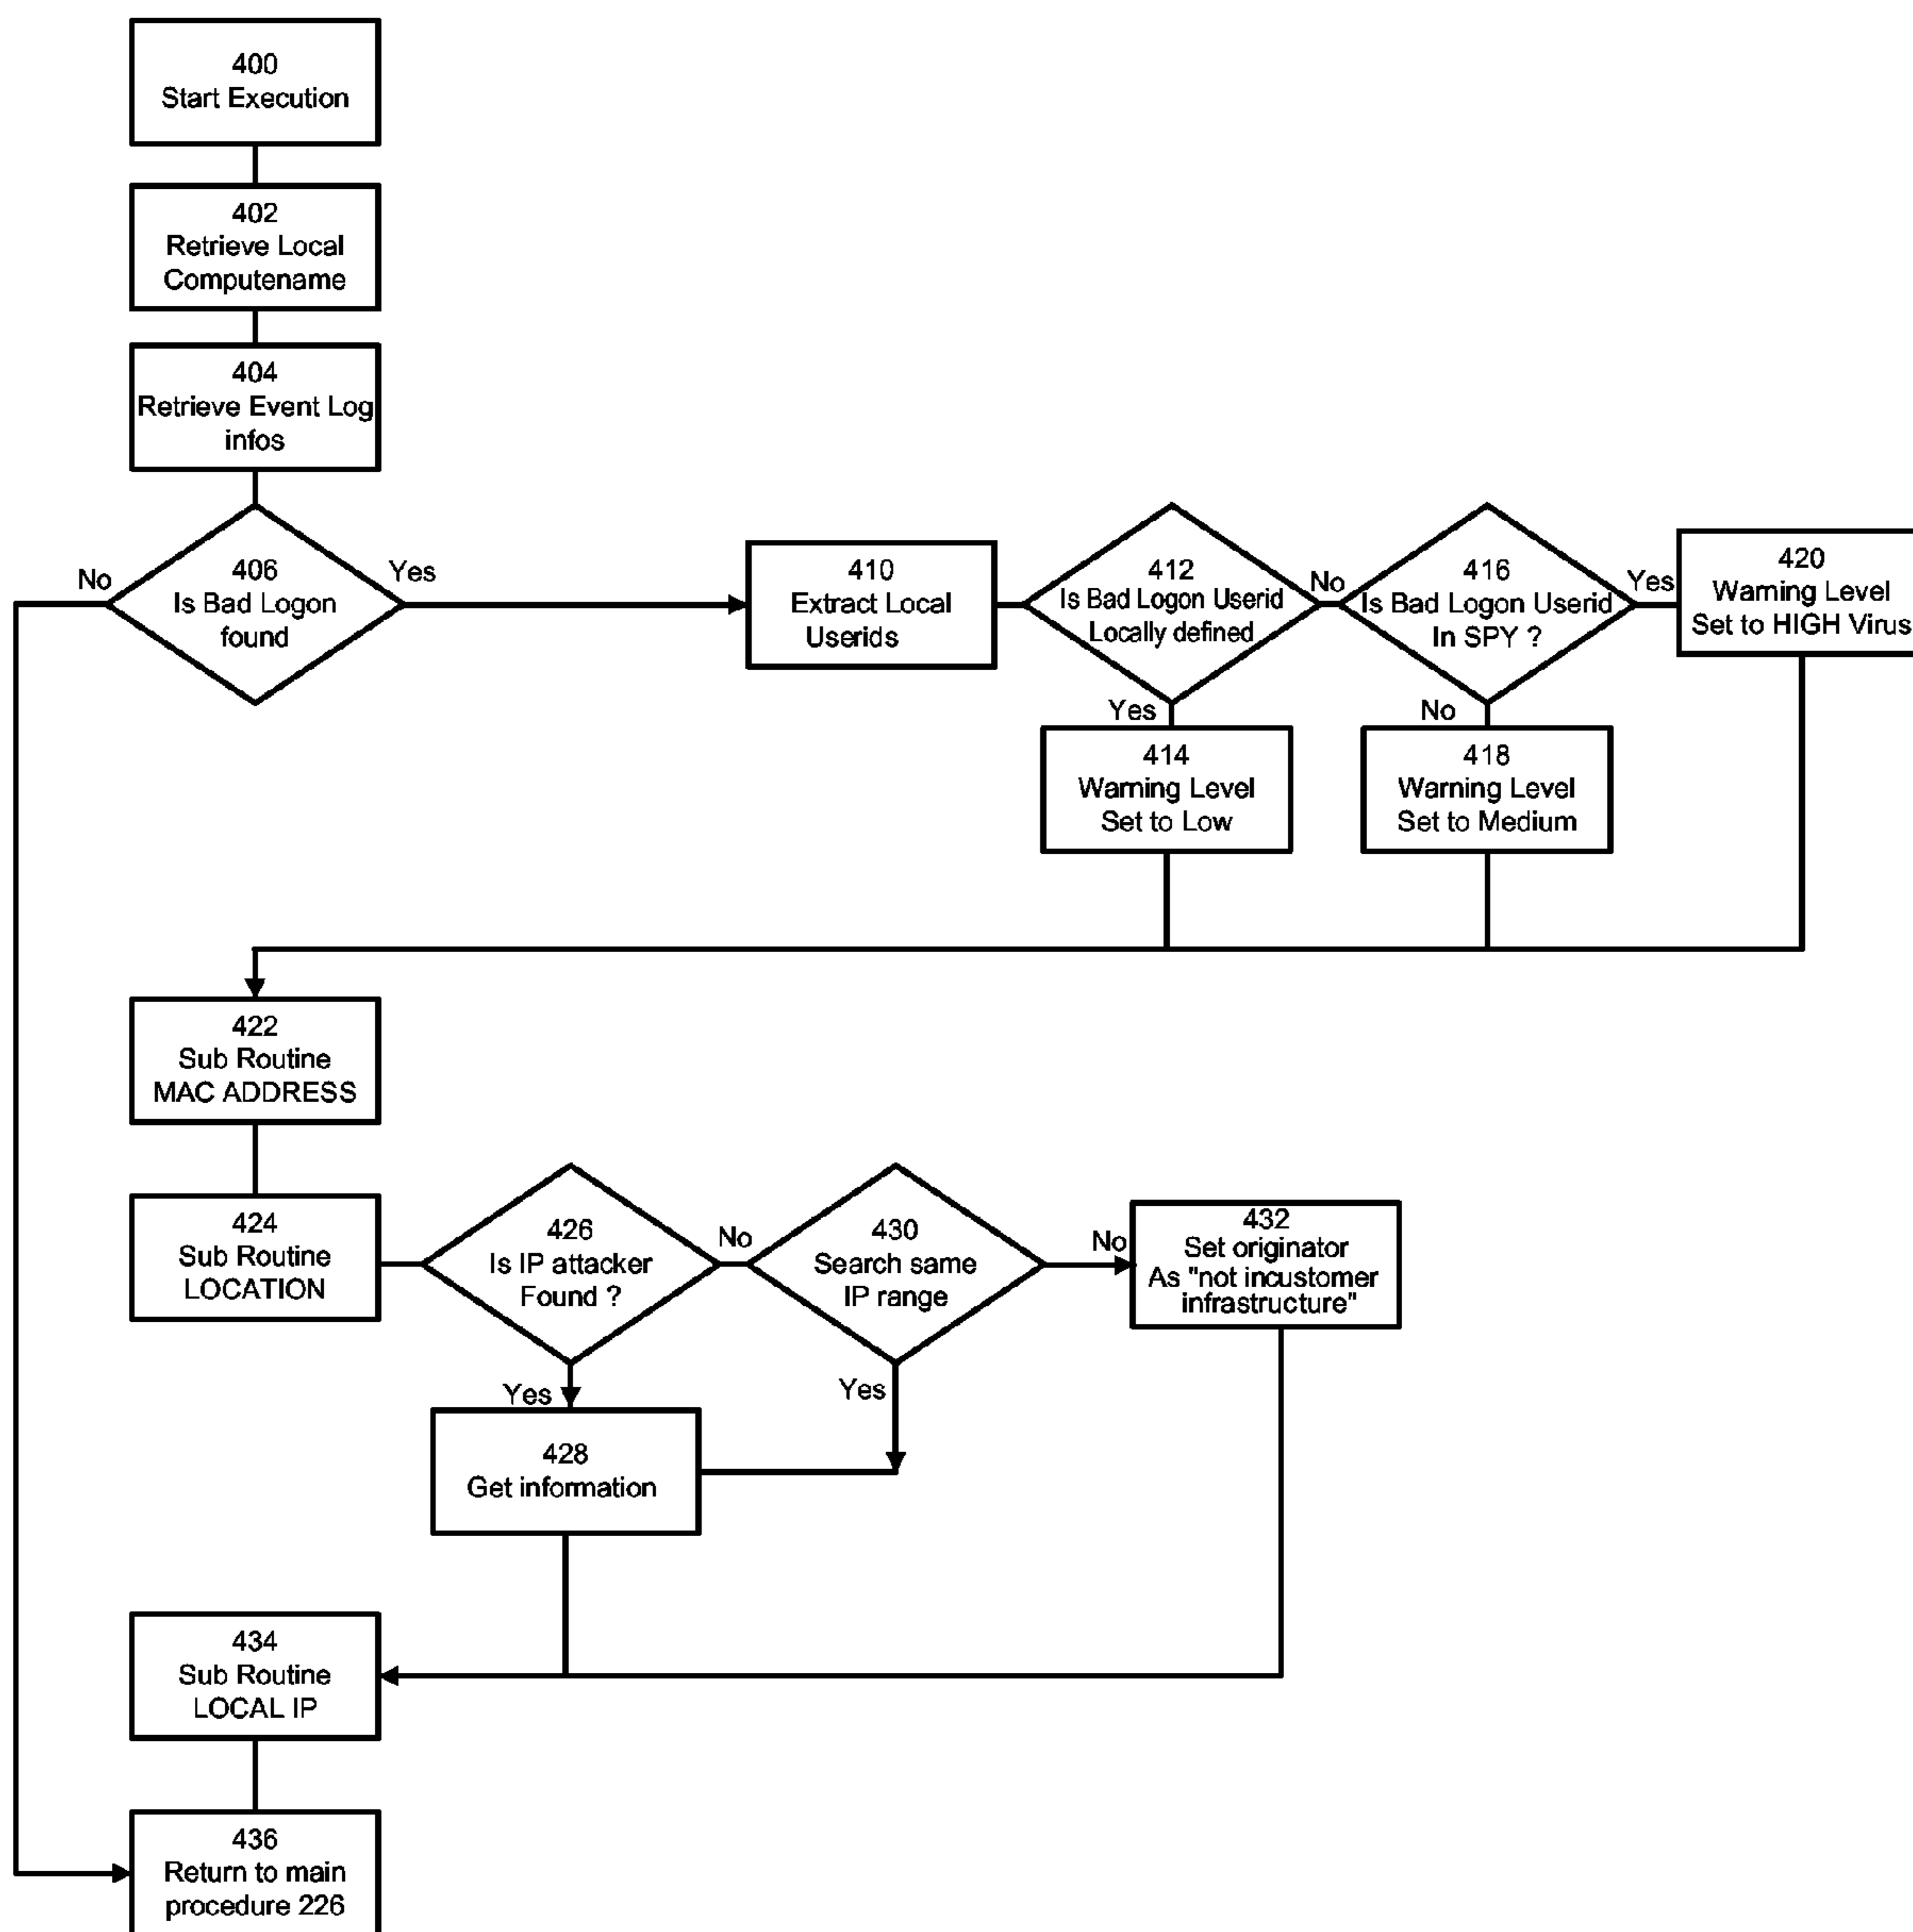 400
Start Execution
402
Retrieve Local
Computename
404
Retrieve Event Log
infos
No
406
Is Bad Logon
found
Yes
410
Extract Local
Userids
412
Is Bad Logon Userid
Locally defined
No
416
Is Bad Logon Userid
In SPY ?
Yes
420
Warning Level
Set to HIGH Virus
Yes
414
Warning Level
Set to Low
No
418
Warning Level
Set to Medium
422
Sub Routine
MAC ADDRESS
424
Sub Routine
LOCATION
426
Is IP attacker
Found ?
No
430
Search same
IP range
No
432
Set originator
As "not incustomer
infrastructure"
Yes
Yes
428
Get information
434
Sub Routine
LOCAL IP
436
Return to main
procedure 226